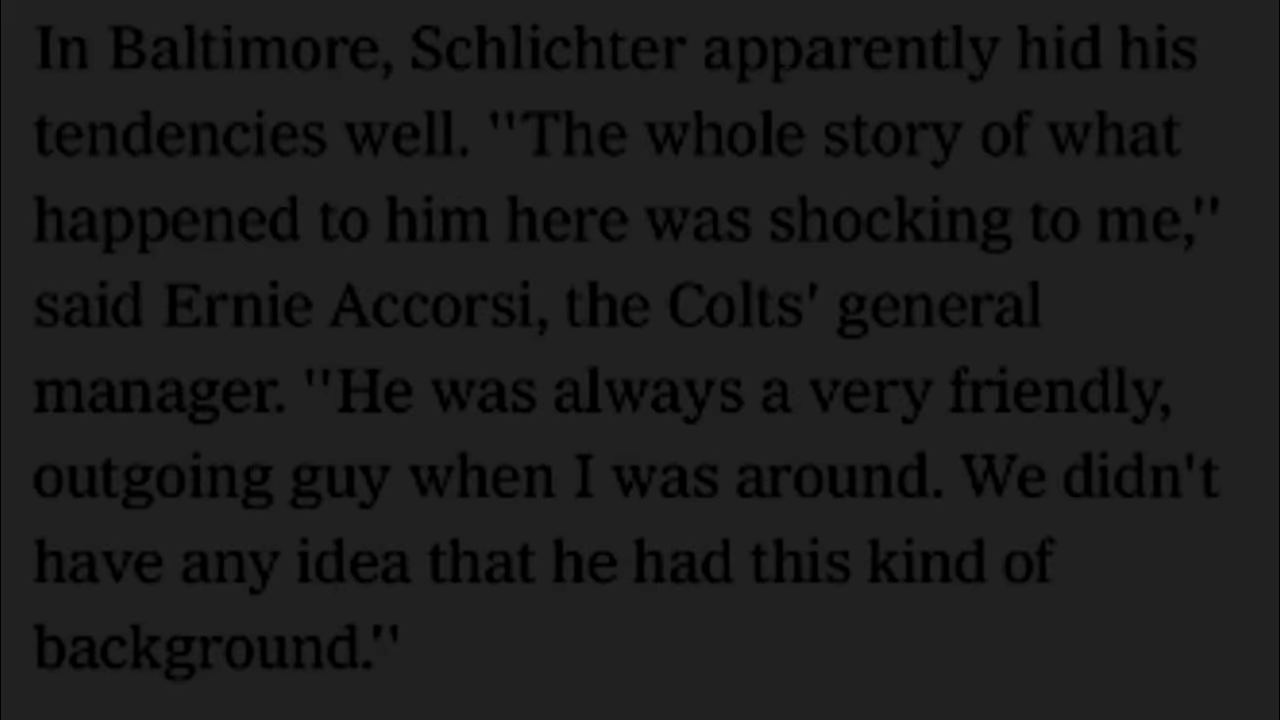 In Baltimore, Schlichter apparently hid his
tendencies well. ''The whole story of what
happened to him here was shocking to me,''
said Ernie Accorsi, the Colts' general
manager. ''He was always a very friendly,
outgoing guy when I was around. We didn't
have any idea that he had this kind of
background.''